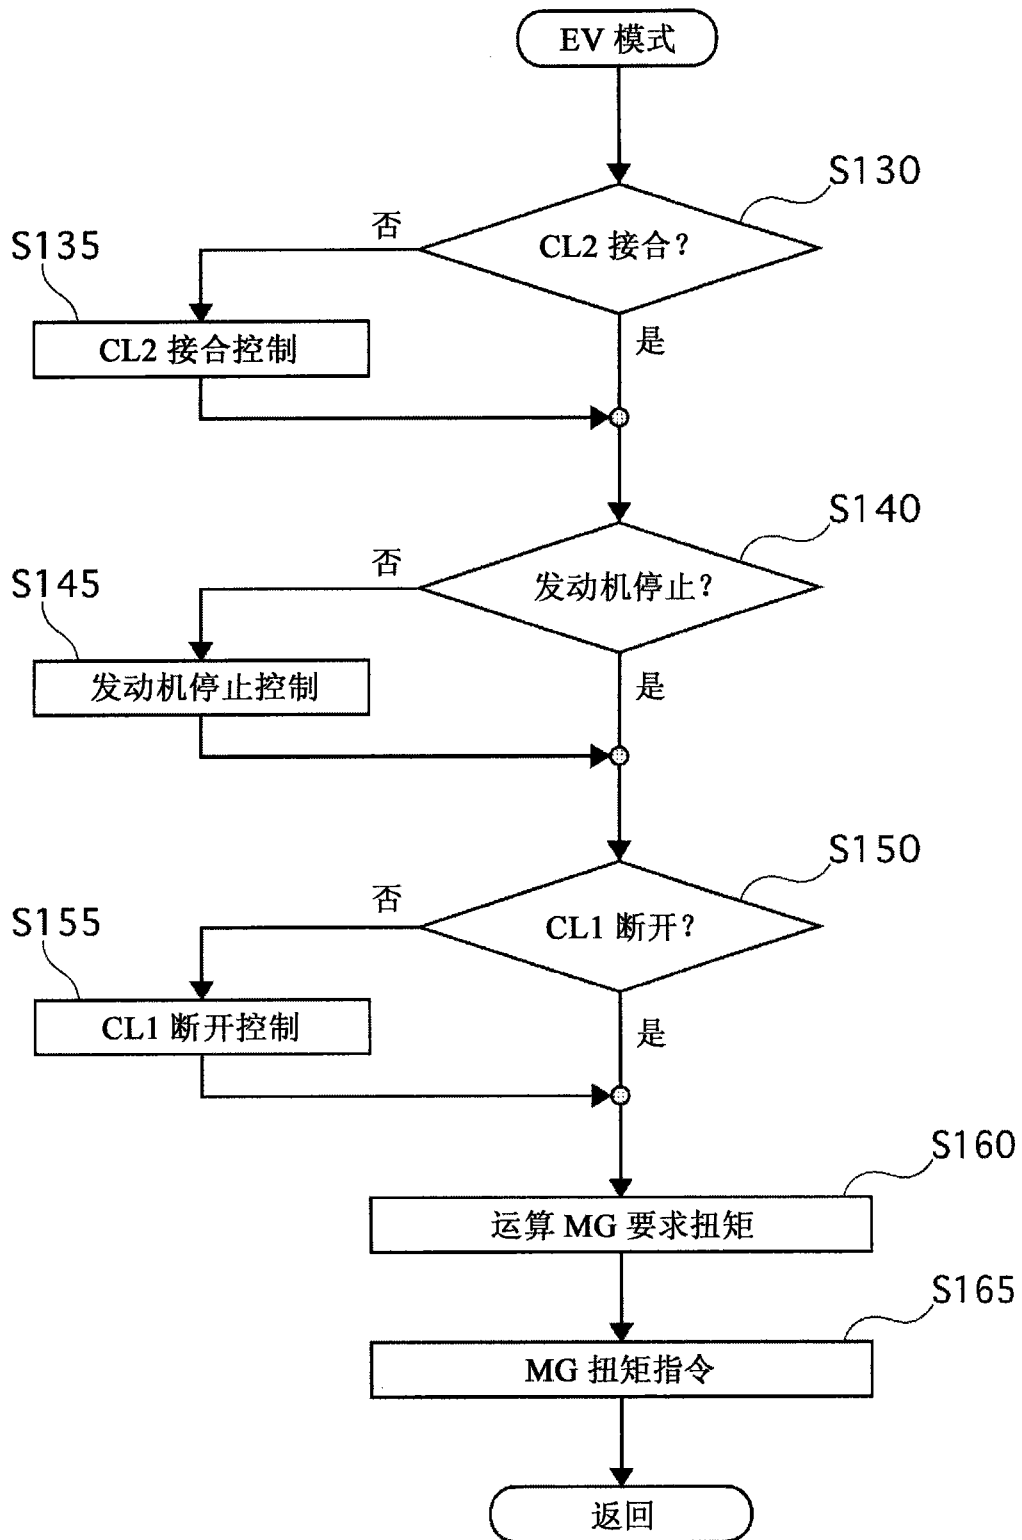 EV 模式
S130
CL2 接合?
否
S135
CL2 接合控制
是
S140
发动机停止?
否
S145
发动机停止控制
是
S150
CL1 断开?
否
S155
CL1 断开控制
是
S160
运算 MG 要求扭矩
S165
MG 扭矩指令
返回